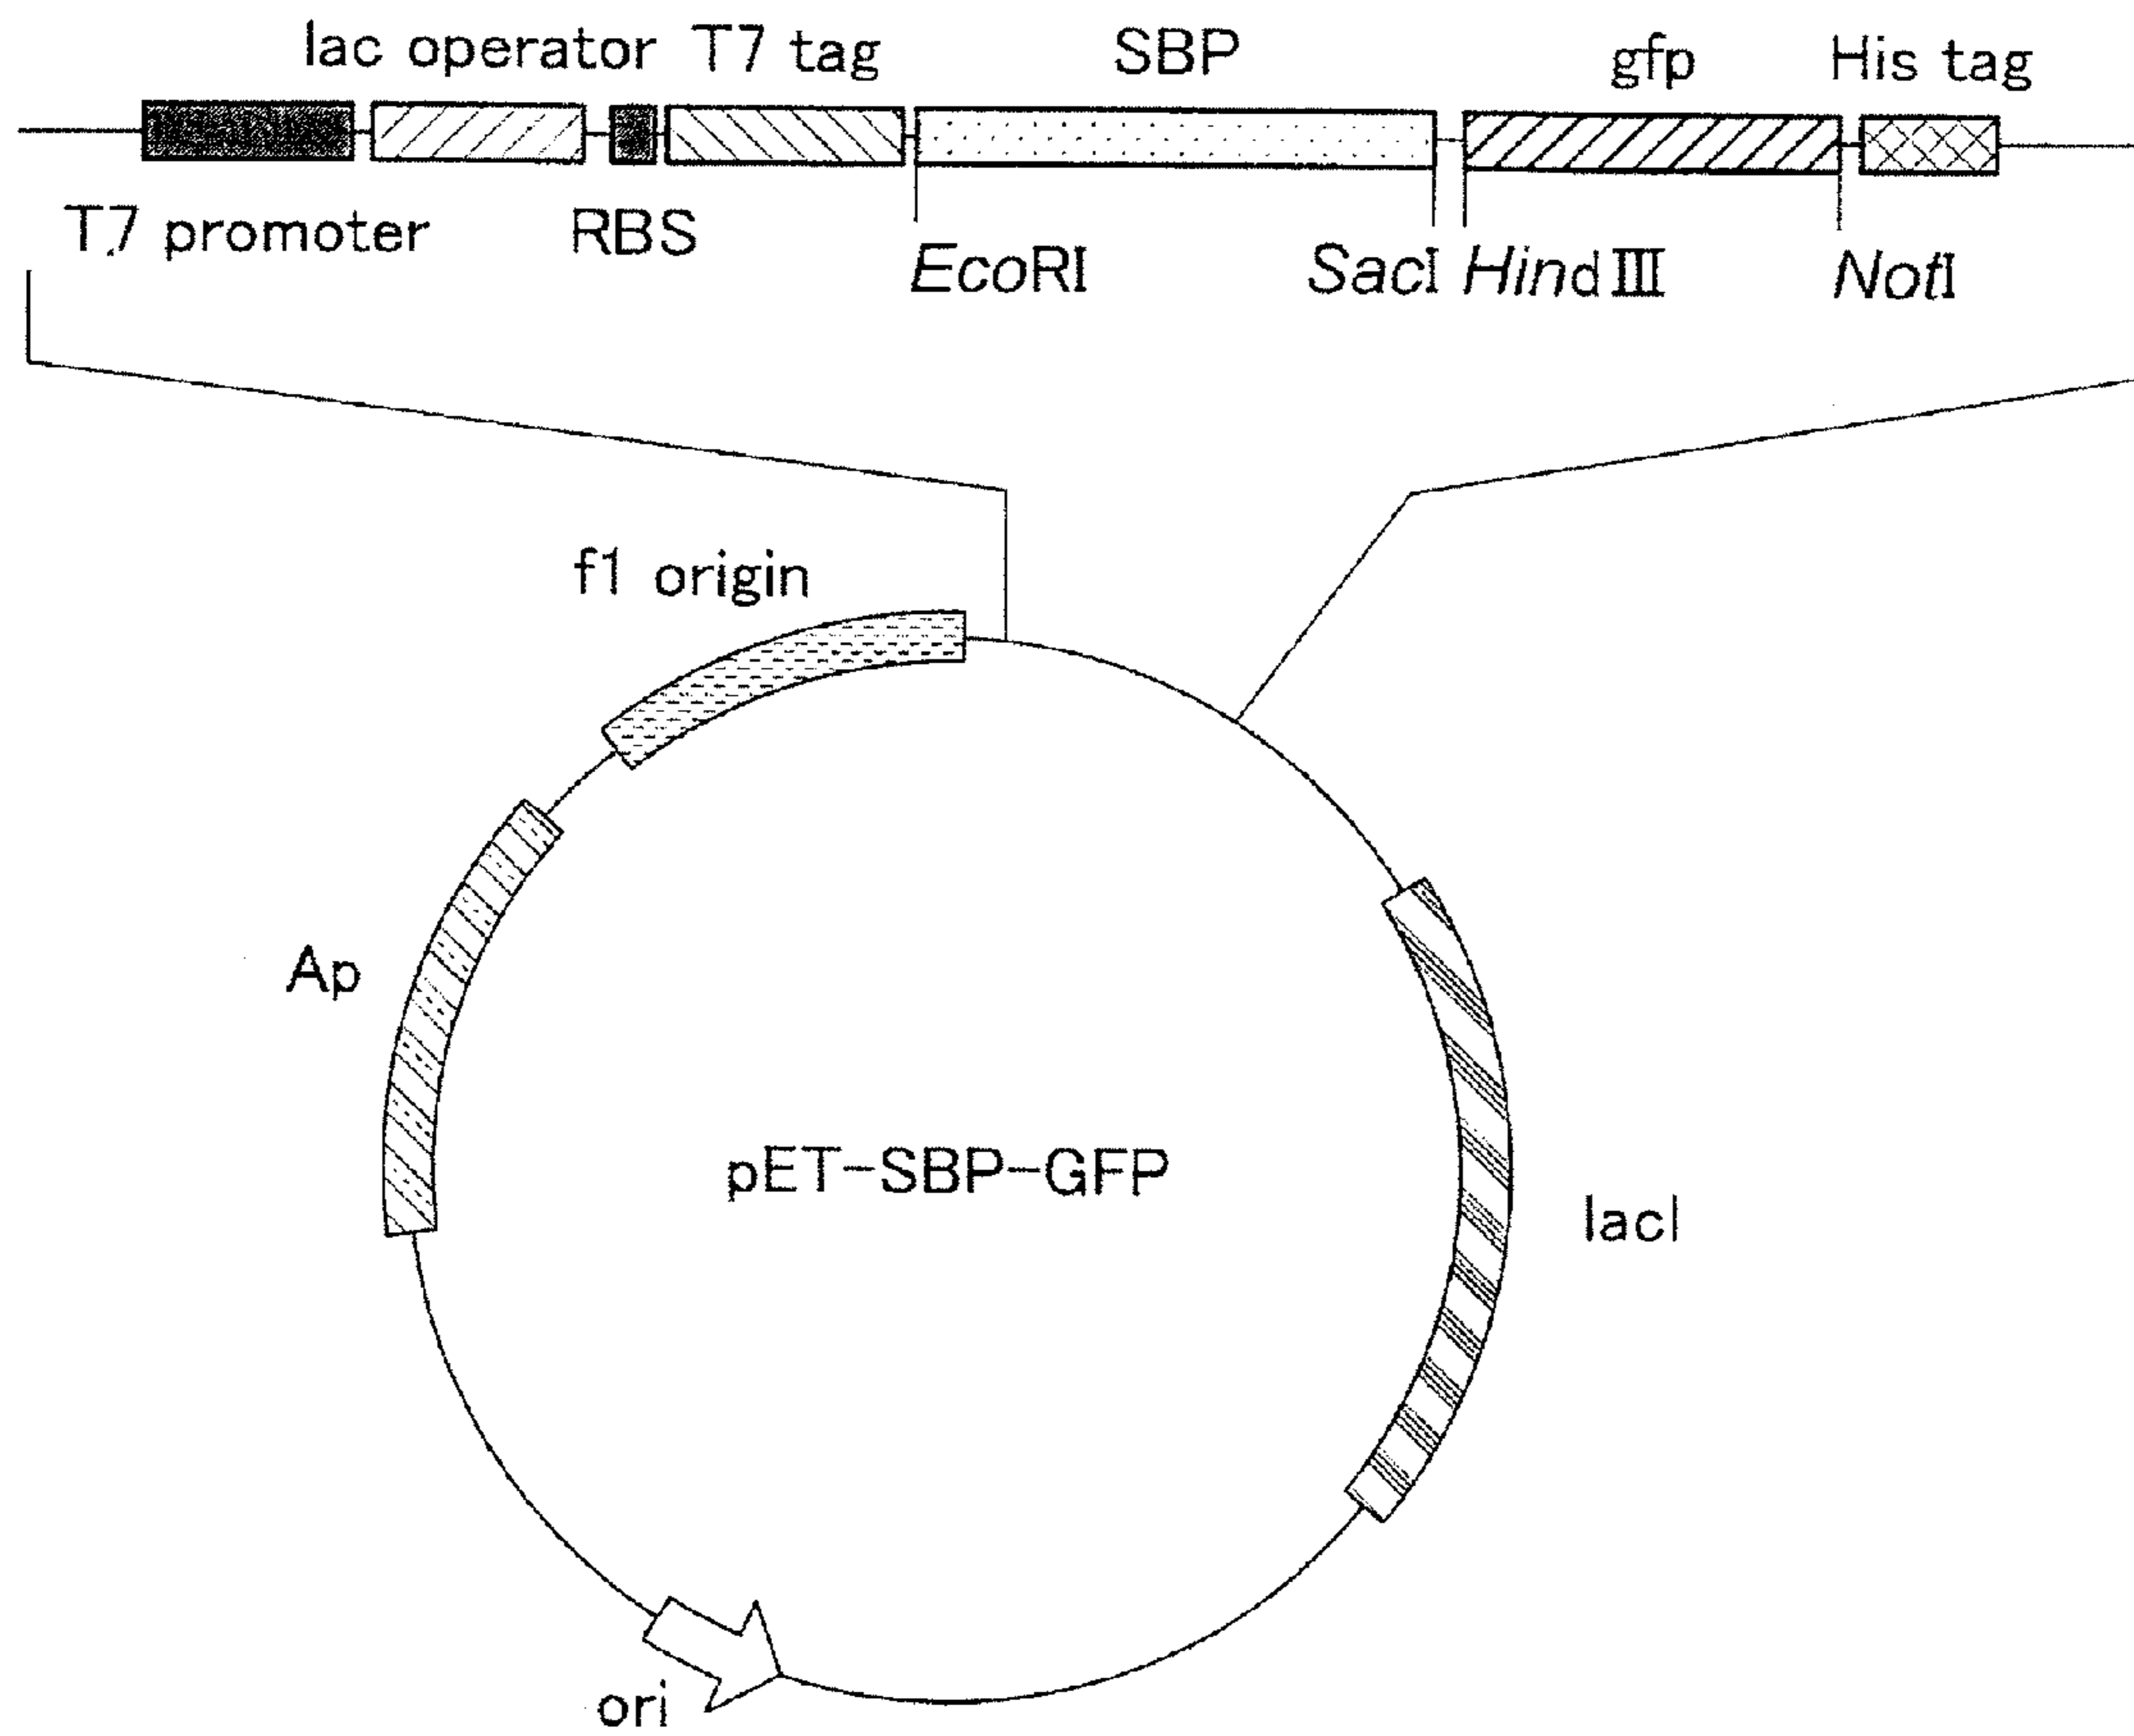 lac operator T7 tag SBP gfp His tag
T7 promoter RBS
EcoRI SacI HindIII NotI
f1 origin
Ap
pET-SBP-GFP
lacI
ori